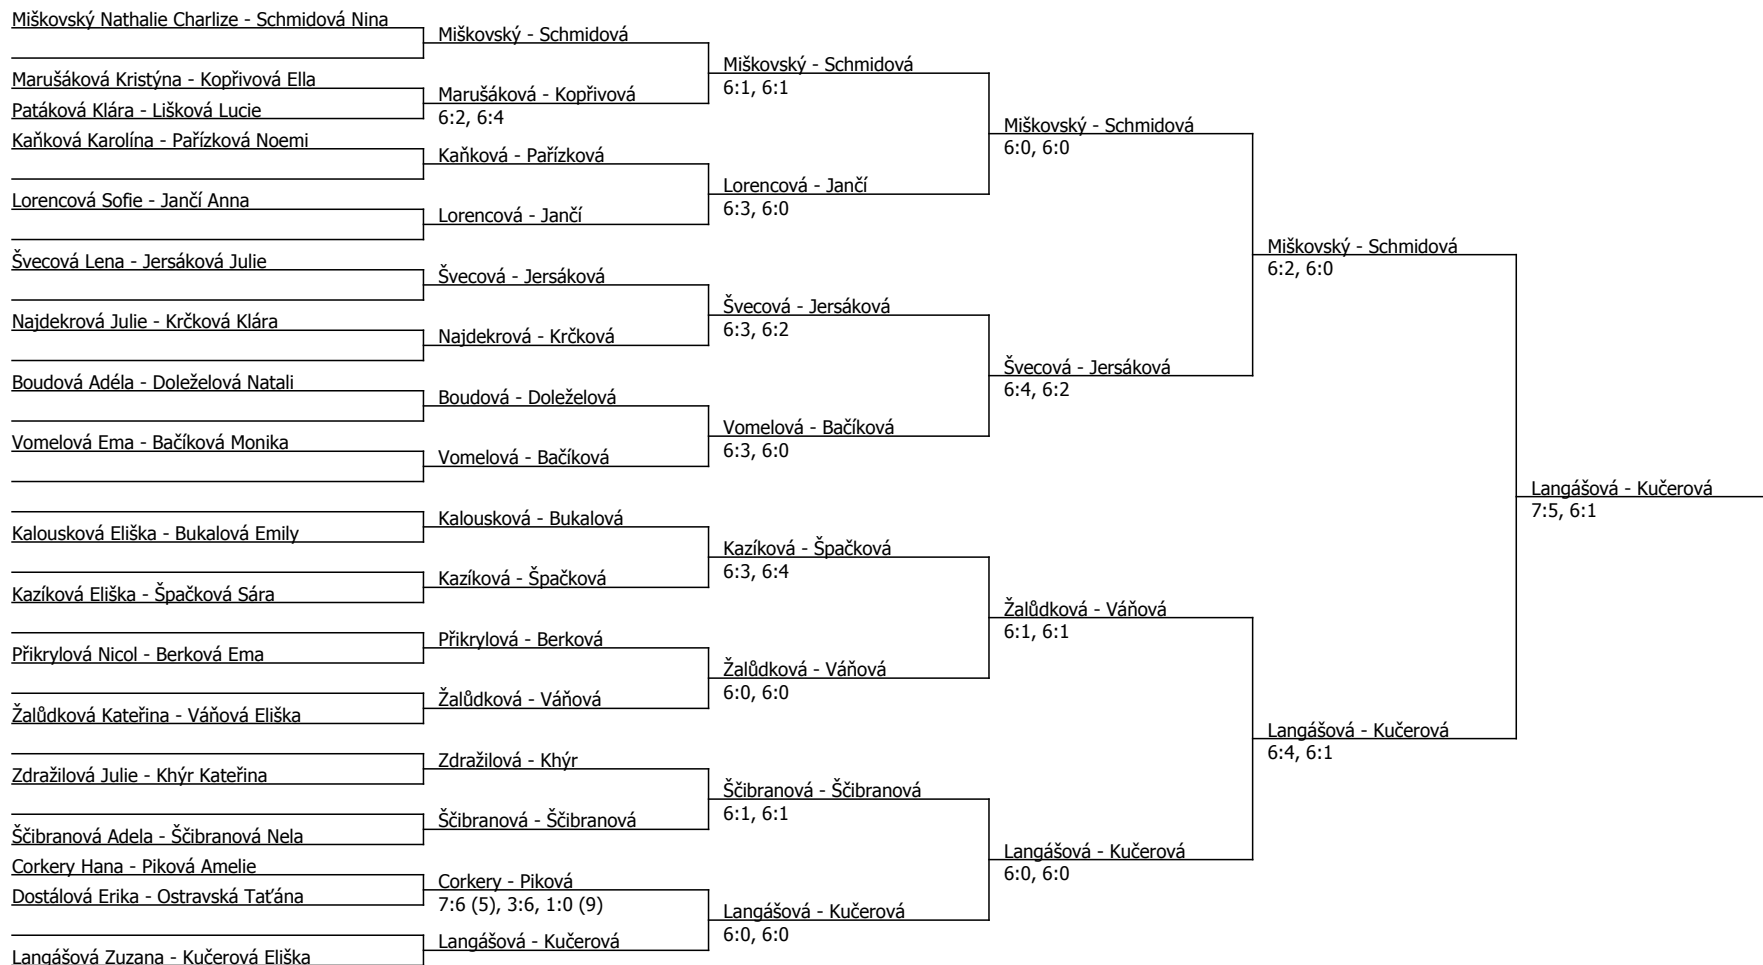 Miškovský Nathalie Charlize - Schmidová Nina
Marušáková Kristýna - Kopřivová Ella
Patáková Klára - Lišková Lucie
Kaňková Karolína - Pařízková Noemi
Lorencová Sofie - Jančí Anna
Švecová Lena - Jersáková Julie
Najdekrová Julie - Krčková Klára
Boudová Adéla - Doleželová Natali
Vomelová Ema - Bačíková Monika
Kalousková Eliška - Bukalová Emily
Kazíková Eliška - Špačková Sára
Přikrylová Nicol - Berková Ema
Žalůdková Kateřina - Váňová Eliška
Zdražilová Julie - Khýr Kateřina
Ščibranová Adela - Ščibranová Nela
Corkery Hana - Piková Amelie
Dostálová Erika - Ostravská Taťána
Langášová Zuzana - Kučerová Eliška
Miškovský - Schmidová
Marušáková - Kopřivová
6:2, 6:4
Kaňková - Pařízková
Lorencová - Jančí
Švecová - Jersáková
Najdekrová - Krčková
Boudová - Doleželová
Vomelová - Bačíková
Kalousková - Bukalová
Kazíková - Špačková
Přikrylová - Berková
Žalůdková - Váňová
Zdražilová - Khýr
Ščibranová - Ščibranová
Corkery - Piková
7:6 (5), 3:6, 1:0 (9)
Langášová - Kučerová
Miškovský - Schmidová
6:1, 6:1
Lorencová - Jančí
6:3, 6:0
Švecová - Jersáková
6:3, 6:2
Vomelová - Bačíková
6:3, 6:0
Kazíková - Špačková
6:3, 6:4
Žalůdková - Váňová
6:0, 6:0
Ščibranová - Ščibranová
6:1, 6:1
Langášová - Kučerová
6:0, 6:0
Miškovský - Schmidová
6:0, 6:0
Švecová - Jersáková
6:4, 6:2
Žalůdková - Váňová
6:1, 6:1
Langášová - Kučerová
6:0, 6:0
Miškovský - Schmidová
6:2, 6:0
Langášová - Kučerová
6:4, 6:1
Langášová - Kučerová
7:5, 6:1